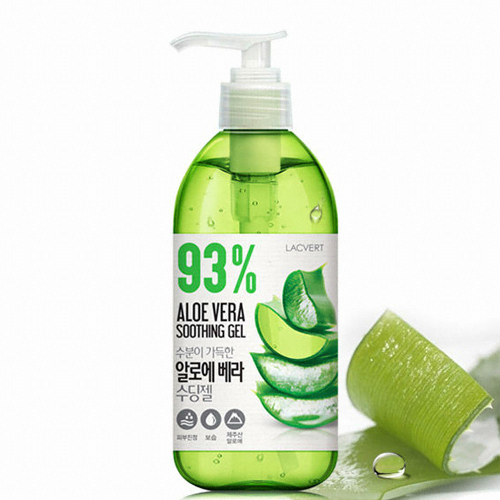 LACVERT
93%
ALOE VERA
SOOTHING GEL
수분이 가득한
알로에 베라
수딩젤
피부진정
보습
제주산
알로에